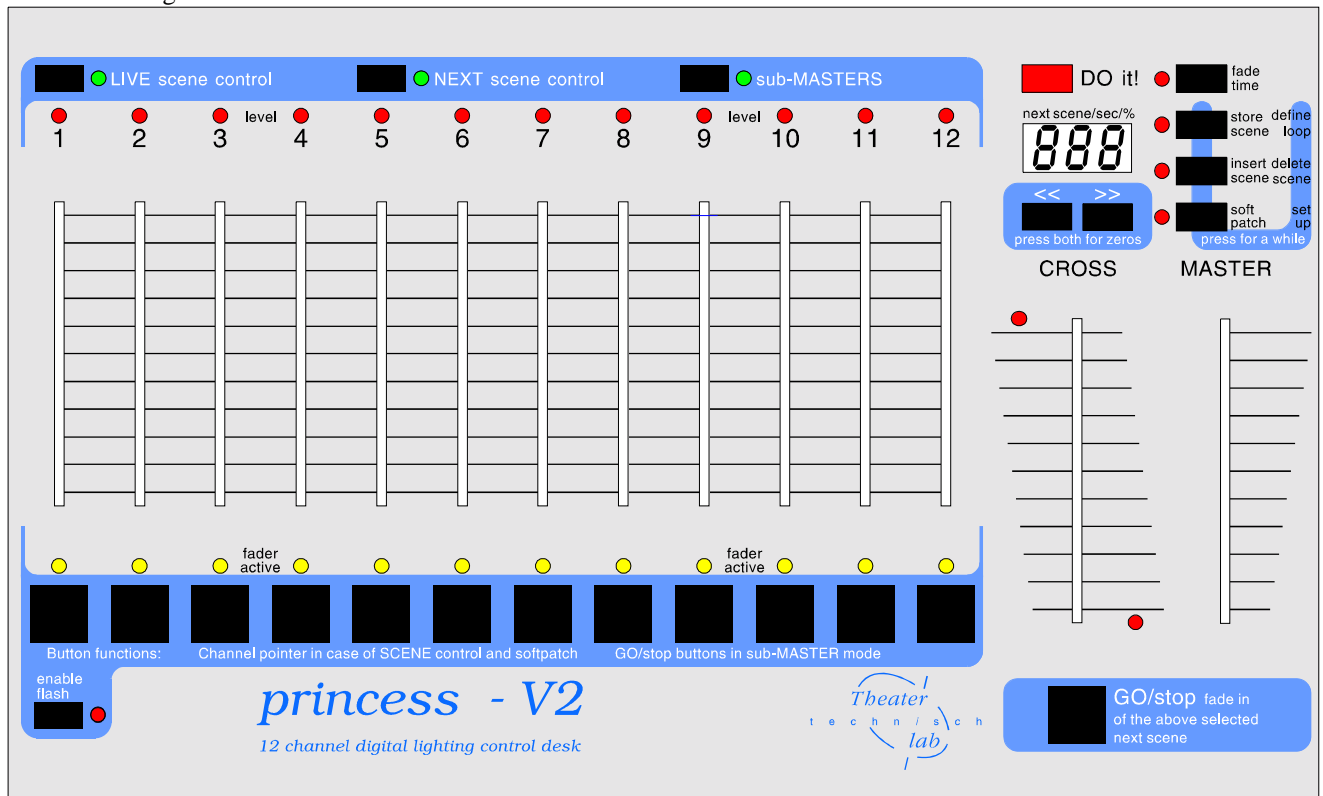 LIVE scene control NEXT scene control sub-MASTERS
level level
1 2 3 4 5 6 7 8 9 10 11 12
DO it!
fade
time
next scene/sec/%
888
store define
scene loop
insert delete
scene scene
<< >>
soft set
patch up
press both for zeros
press for a while
CROSS MASTER
fader
active
fader
active
Button functions: Channel pointer in case of SCENE control and softpatch GO/stop buttons in sub-MASTER mode
enable
flash
princess - V2
12 channel digital lighting control desk
Theater
technisch
lab
GO/stop fade in
of the above selected
next scene